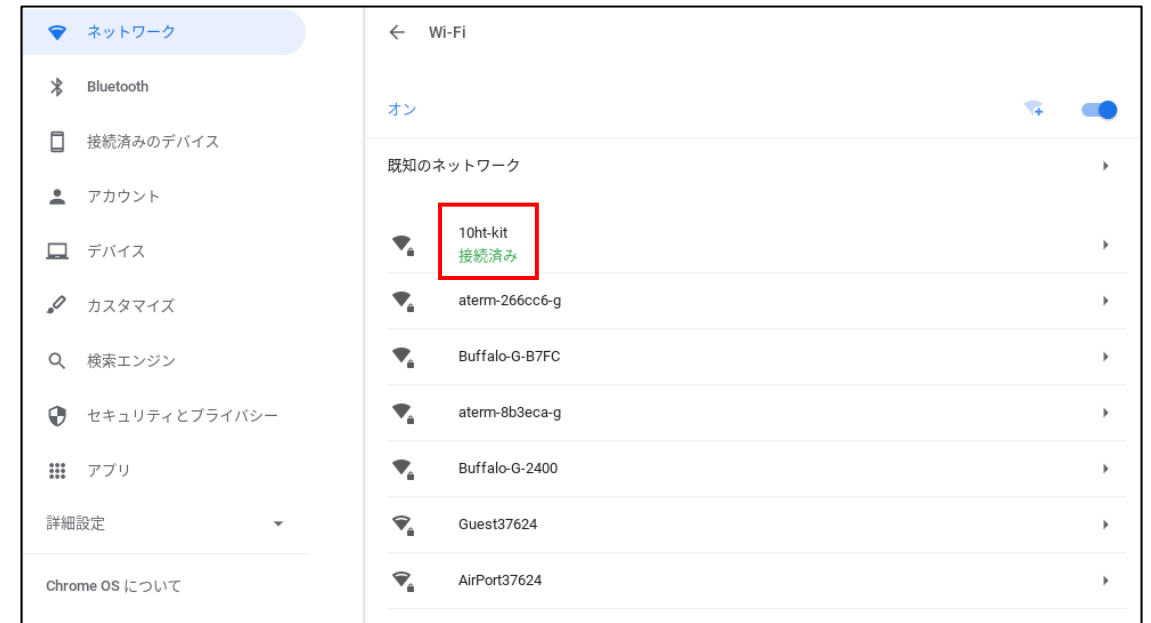 ネットワーク
Bluetooth
接続済みのデバイス
アカウント
デバイス
カスタマイズ
検索エンジン
セキュリティとプライバシー
アプリ
詳細設定
Chrome OS について
Wi-Fi
オン
既知のネットワーク
10ht-kit
接続済み
aterm-266cc6-g
Buffalo-G-B7FC
aterm-8b3eca-g
Buffalo-G-2400
Guest37624
AirPort37624